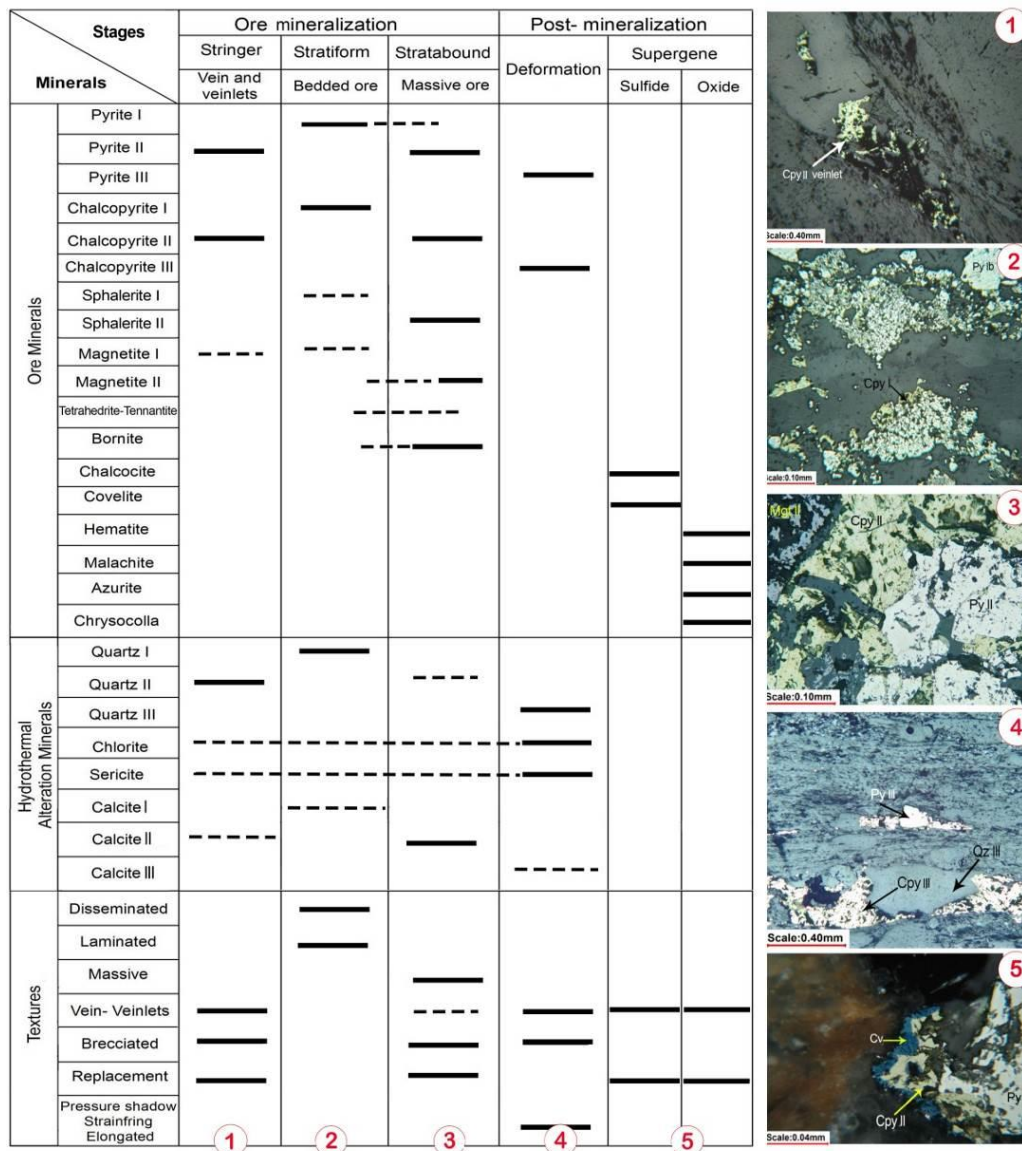 Stages
Minerals
Ore mineralization
Post- mineralization
Stringer
Stratiform
Stratabound
Deformation
Supergene
Vein and
veinlets
Bedded ore
Massive ore
Sulfide
Oxide
Ore Minerals
Pyrite I
Pyrite II
Pyrite III
Chalcopyrite I
Chalcopyrite II
Chalcopyrite III
Sphalerite I
Sphalerite II
Magnetite I
Magnetite II
Tetrahedrite-Tennantite
Bornite
Chalcocite
Covelite
Hematite
Malachite
Azurite
Chrysocolla
Hydrothermal
Alteration Minerals
Quartz I
Quartz II
Quartz III
Chlorite
Sericite
Calcite I
Calcite II
Calcite III
Textures
Disseminated
Laminated
Massive
Vein- Veinlets
Brecciated
Replacement
Pressure shadow
Strainfring
Elongated
1
2
3
4
5
1
Cpy II veinlet
Scale:0.40mm
2
Py Ib
Cpy I
Scale:0.10mm
3
Mgt II
Cpy II
Py II
Scale:0.10mm
4
Py III
Qz III
Cpy III
Scale:0.40mm
5
Cv
Py
Cpy II
Scale:0.04mm